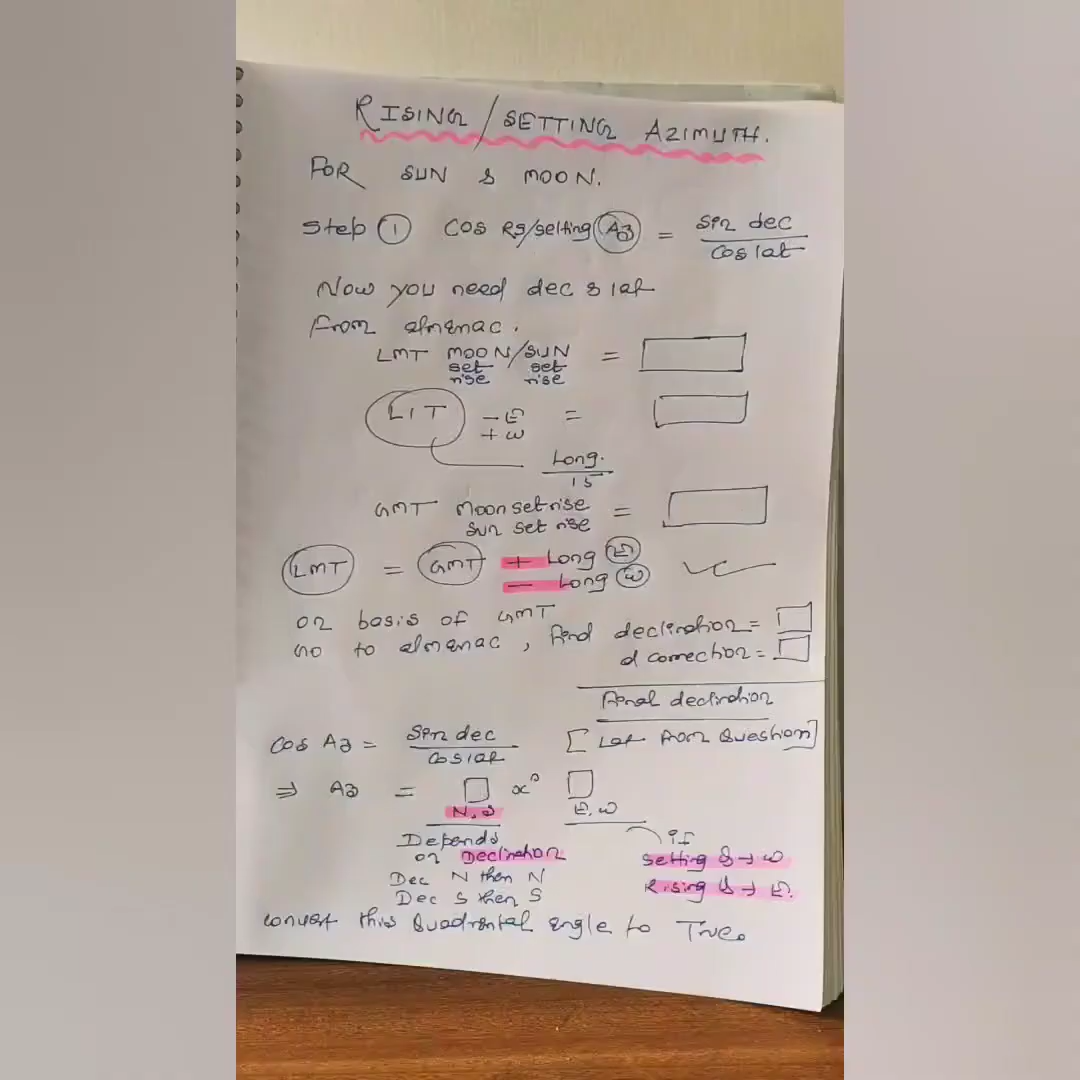 RISING / SETTING AZIMUTH.
FOR SUN & MOON.
Step 1 COS RS/setting Az = sin dec / cos lat
Now you need dec & lat
from almanac.
LMT MOON/SUN =
set set
rise rise
LIT - E =
+ W
Long.
15
GMT Moon set rise =
sun set rise
LMT = GMT + Long E
- Long W
on basis of GMT
Go to almanac, find declination =
d correction =
Final declination
Cos Az = sin dec / cos lat [Lat from Question]
⇒ Az = x°
N, S E, W
Depends if
on Declination setting → W
Dec N then N Rising → E.
Dec S then S
convert this Quadrantal angle to True.